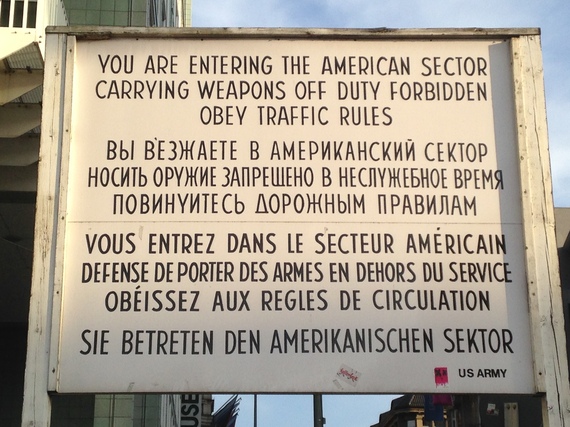 YOU ARE ENTERING THE AMERICAN SECTOR
CARRYING WEAPONS OFF DUTY FORBIDDEN
OBEY TRAFFIC RULES
ВЫ В'ЕЗЖАЕТЕ В АМЕРИКАНСКИЙ СЕКТОР
НОСИТЬ ОРУЖИЕ ЗАПРЕЩЕНО В НЕСЛУЖЕБНОЕ ВРЕМЯ
ПОВИНУИТЕСЬ ДОРОЖНЫМ ПРАВИЛАМ
VOUS ENTREZ DANS LE SECTEUR AMÉRICAIN
DEFENSE DE PORTER DES ARMES EN DEHORS DU SERVICE
OBÉISSEZ AUX REGLES DE CIRCULATION
SIE BETRETEN DEN AMERIKANISCHEN SEKTOR
US ARMY